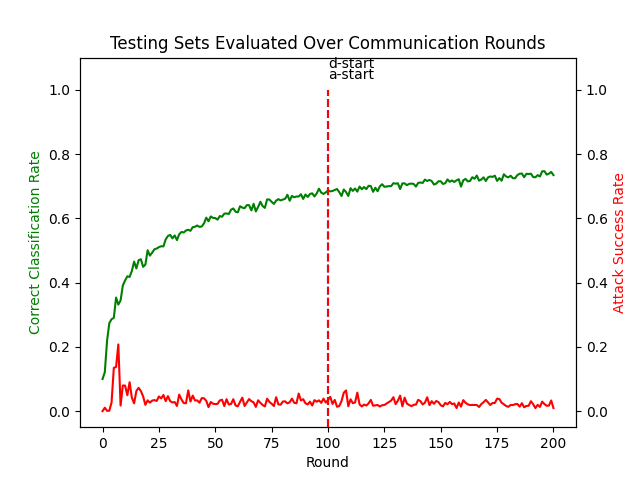 Testing Sets Evaluated Over Communication Rounds
d-start
a-start
1.0
0.8
0.6
0.4
0.2
0.0
Correct Classification Rate
1.0
0.8
0.6
0.4
0.2
0.0
Attack Success Rate
0 25 50 75 100 125 150 175 200
Round